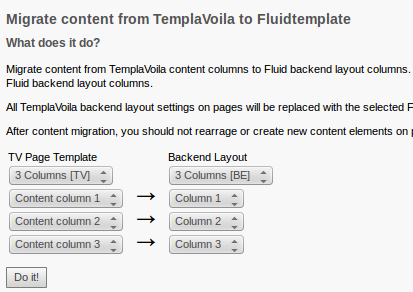 Migrate content from TemplaVoila to Fluidtemplate
What does it do?
Migrate content from TemplaVoila content columns to Fluid backend layout columns.
Fluid backend layout columns.
All TemplaVoila backend layout settings on pages will be replaced with the selected F
After content migration, you should not rearrage or create new content elements on p
TV Page Template Backend Layout
3 Columns [TV] 3 Columns [BE]
Content column 1 → Column 1
Content column 2 → Column 2
Content column 3 → Column 3
Do it!